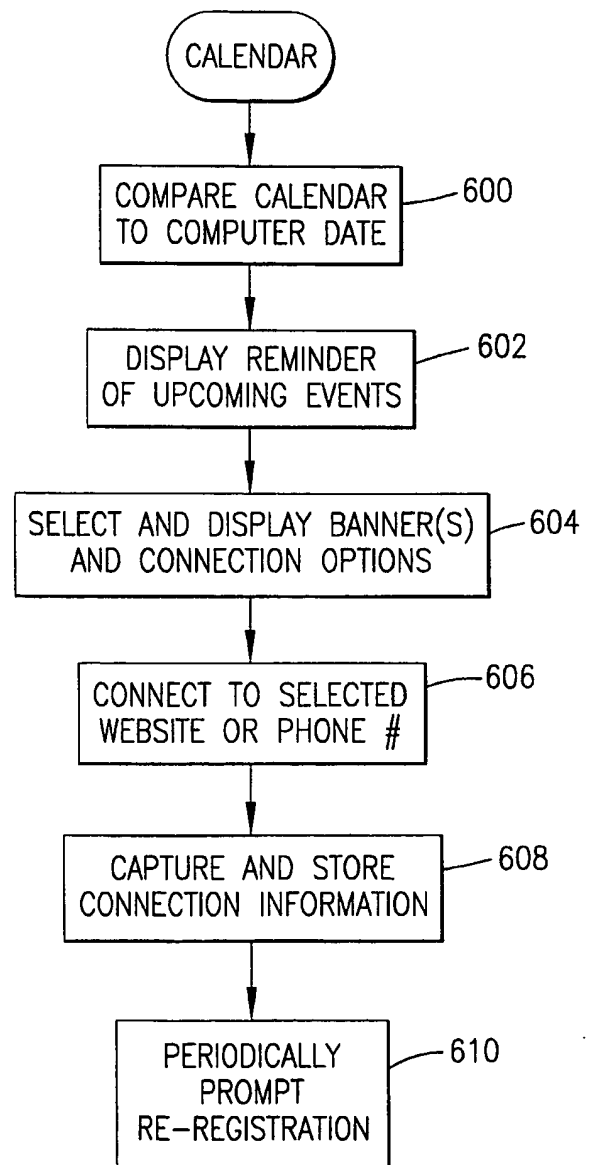 CALENDAR
COMPARE CALENDAR
TO COMPUTER DATE
600
DISPLAY REMINDER
OF UPCOMING EVENTS
602
SELECT AND DISPLAY BANNER(S)
AND CONNECTION OPTIONS
604
CONNECT TO SELECTED
WEBSITE OR PHONE #
606
CAPTURE AND STORE
CONNECTION INFORMATION
608
PERIODICALLY
PROMPT
RE-REGISTRATION
610